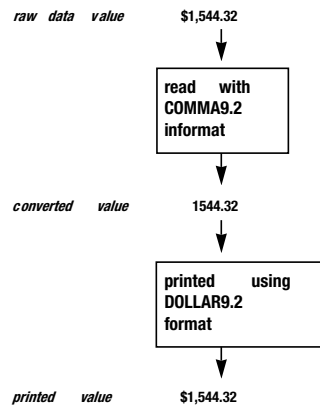 raw data value $1,544.32
read with
COMMA9.2
informat
converted value 1544.32
printed using
DOLLAR9.2
format
printed value $1,544.32